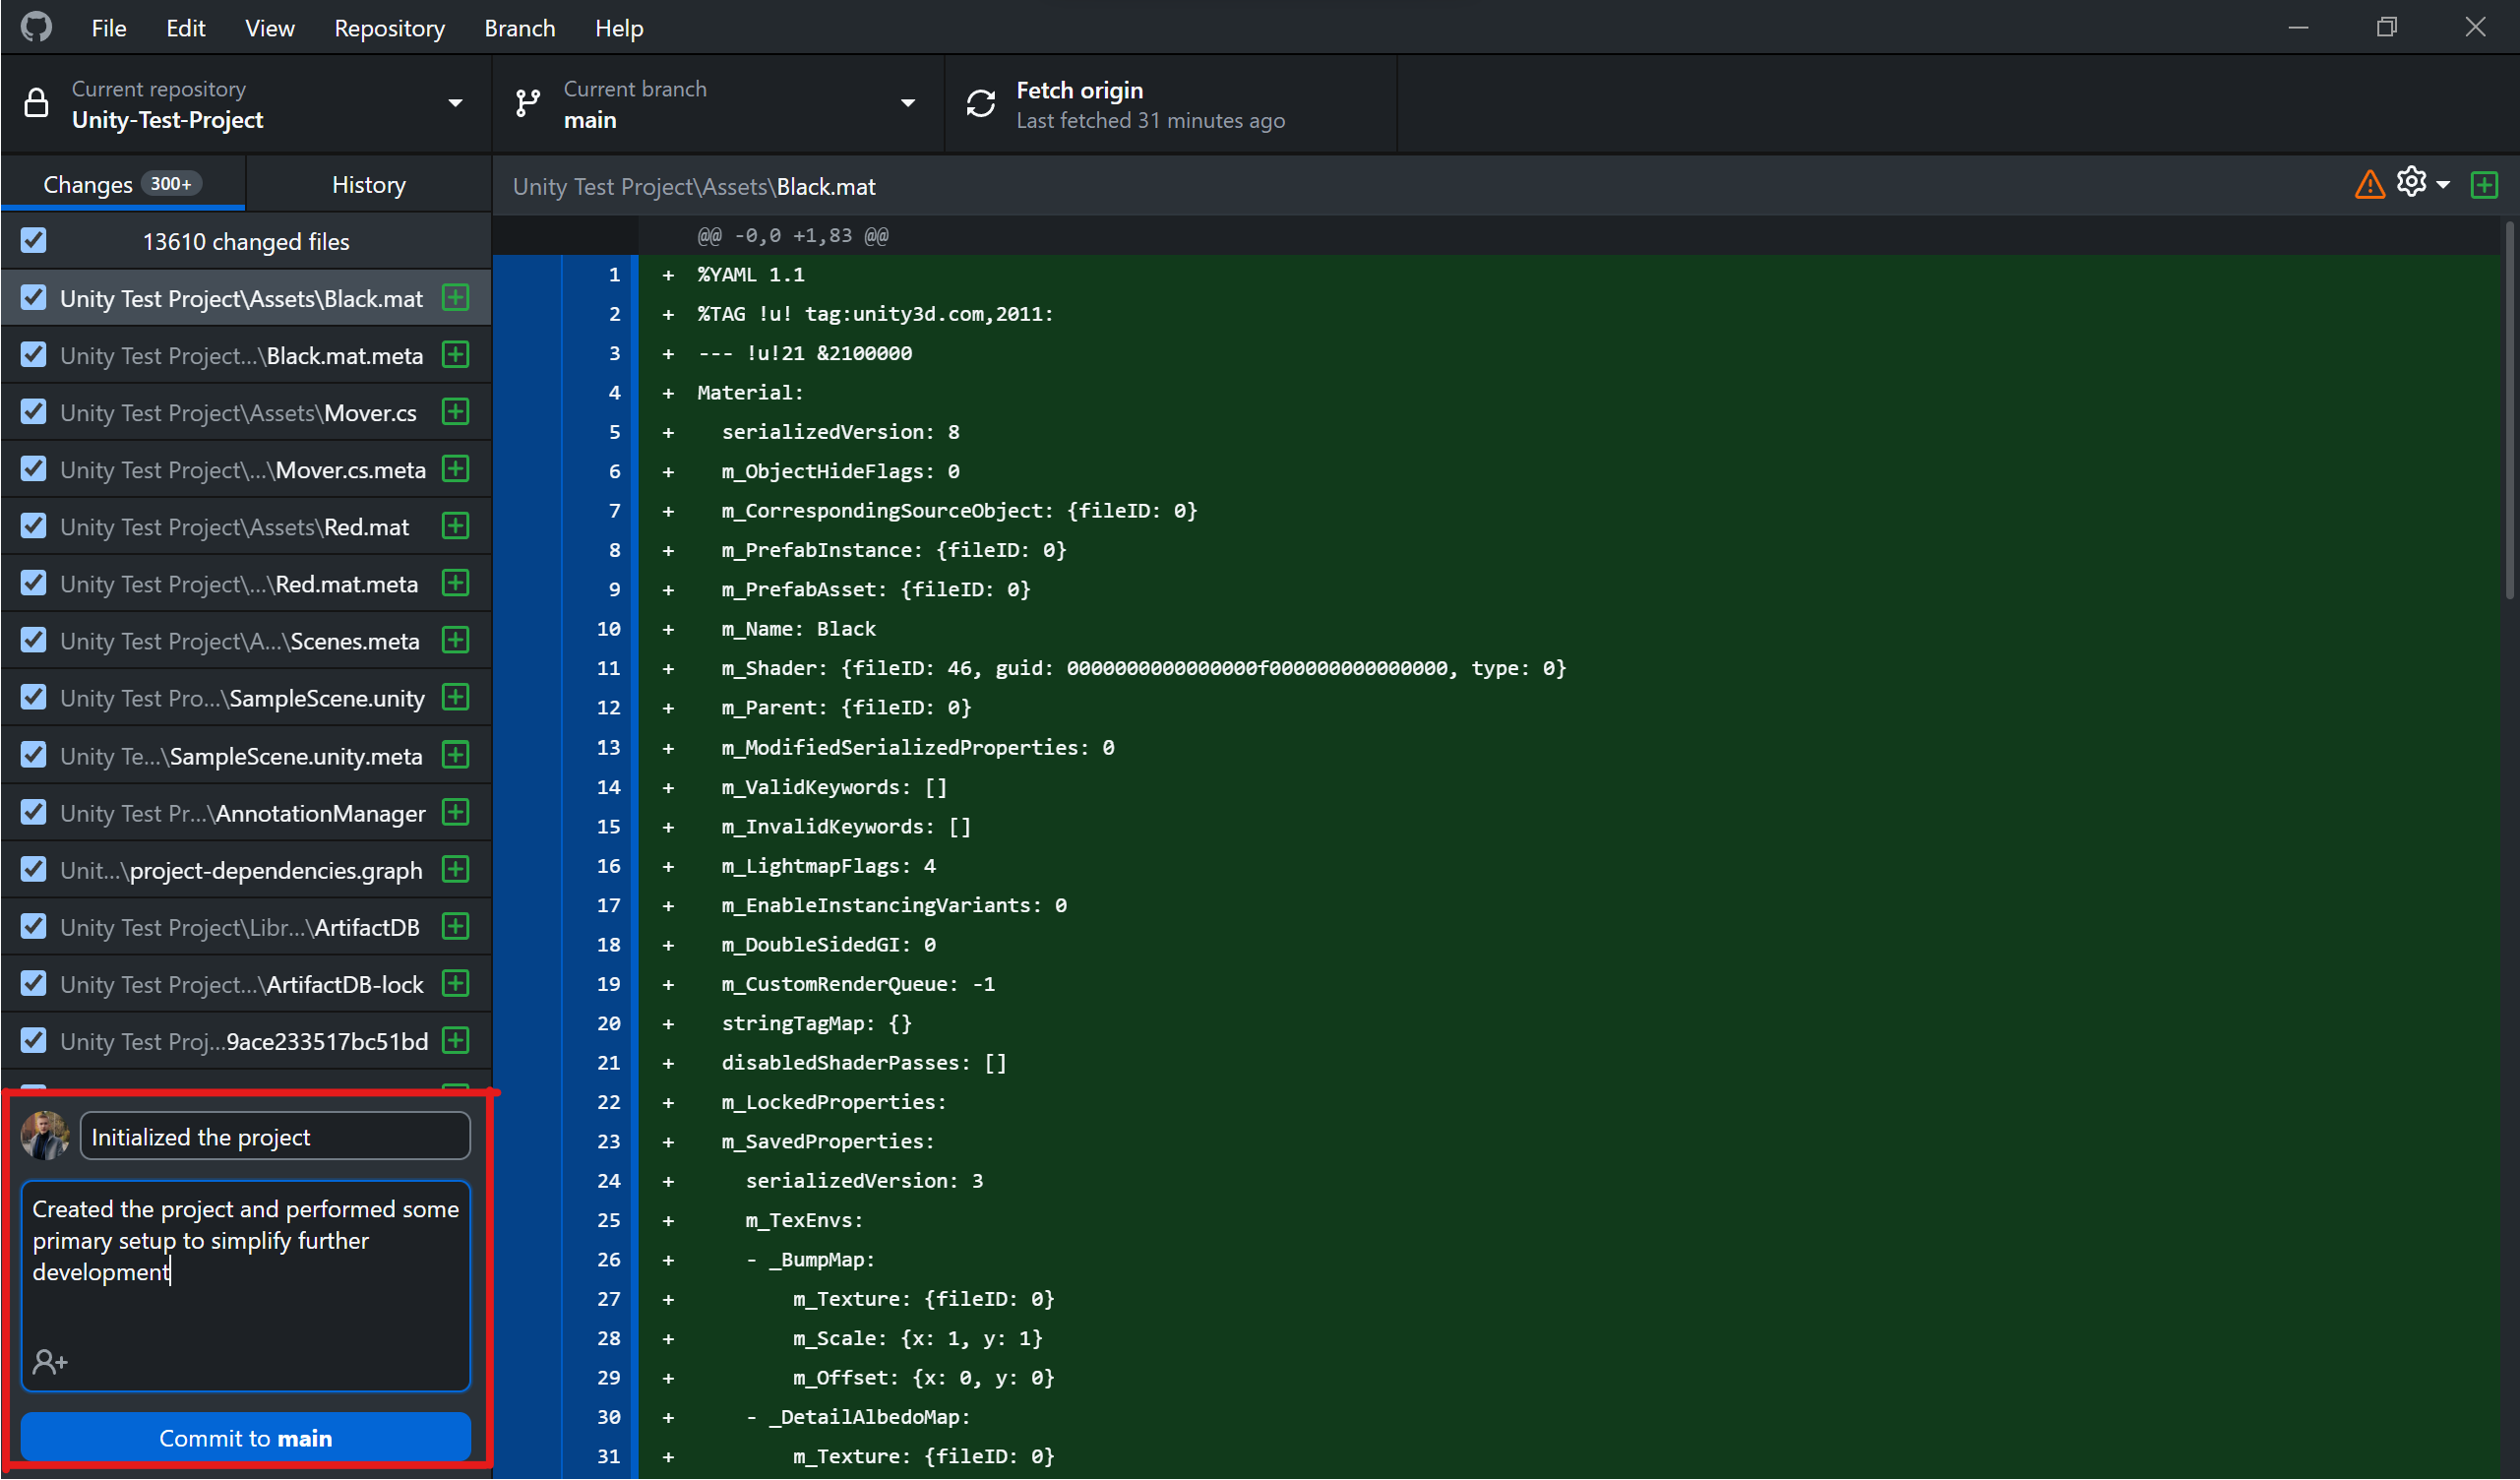 File Edit View Repository Branch Help
Current repository
Unity-Test-Project
Current branch
main
Fetch origin
Last fetched 31 minutes ago
Changes 300+
History
13610 changed files
Unity Test Project\Assets\Black.mat
Unity Test Project...\Black.mat.meta
Unity Test Project\Assets\Mover.cs
Unity Test Project\...\Mover.cs.meta
Unity Test Project\Assets\Red.mat
Unity Test Project\...\Red.mat.meta
Unity Test Project\A...\Scenes.meta
Unity Test Pro...\SampleScene.unity
Unity Te...\SampleScene.unity.meta
Unity Test Pr...\AnnotationManager
Unit...\project-dependencies.graph
Unity Test Project\Libr...\ArtifactDB
Unity Test Project...\ArtifactDB-lock
Unity Test Proj...9ace233517bc51bd
Initialized the project
Created the project and performed some
primary setup to simplify further
development
Commit to main
Unity Test Project\Assets\Black.mat
@@ -0,0 +1,83 @@
1 + %YAML 1.1
2 + %TAG !u! tag:unity3d.com,2011:
3 + --- !u!21 &2100000
4 + Material:
5 + serializedVersion: 8
6 + m_ObjectHideFlags: 0
7 + m_CorrespondingSourceObject: {fileID: 0}
8 + m_PrefabInstance: {fileID: 0}
9 + m_PrefabAsset: {fileID: 0}
10 + m_Name: Black
11 + m_Shader: {fileID: 46, guid: 0000000000000000f000000000000000, type: 0}
12 + m_Parent: {fileID: 0}
13 + m_ModifiedSerializedProperties: 0
14 + m_ValidKeywords: []
15 + m_InvalidKeywords: []
16 + m_LightmapFlags: 4
17 + m_EnableInstancingVariants: 0
18 + m_DoubleSidedGI: 0
19 + m_CustomRenderQueue: -1
20 + stringTagMap: {}
21 + disabledShaderPasses: []
22 + m_LockedProperties:
23 + m_SavedProperties:
24 + serializedVersion: 3
25 + m_TexEnvs:
26 + - _BumpMap:
27 + m_Texture: {fileID: 0}
28 + m_Scale: {x: 1, y: 1}
29 + m_Offset: {x: 0, y: 0}
30 + - _DetailAlbedoMap:
31 + m_Texture: {fileID: 0}